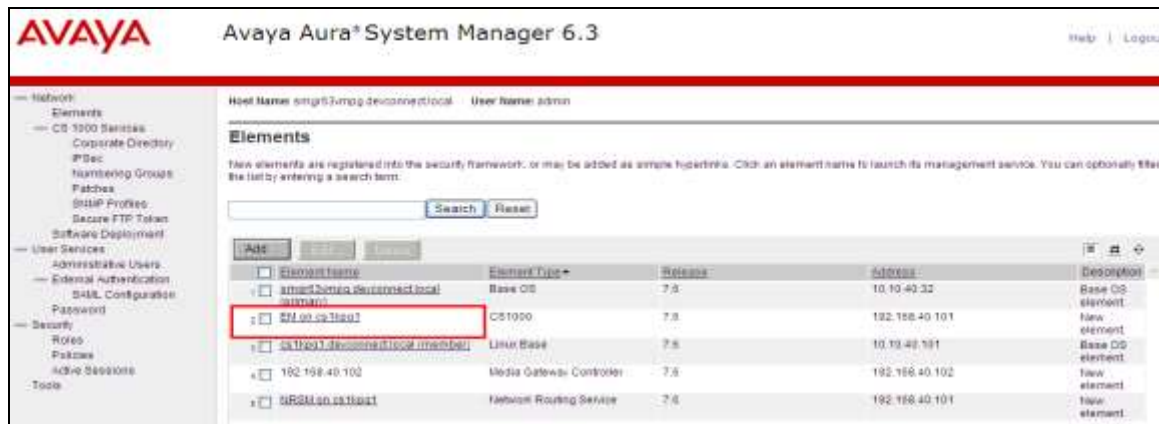 AVAYA
Avaya Aura® System Manager 6.3
Help | Logou
Host Name: smgr63vmpg.devconnect.local User Name: admin
Network
Elements
CS 1000 Services
Corporate Directory
IPSec
Numbering Groups
Patches
SNMP Profiles
Secure FTP Token
Software Deployment
User Services
Administrative Users
External Authentication
SAML Configuration
Password
Security
Roles
Policies
Active Sessions
Tools
Elements
New elements are registered into the security framework, or may be added as simple hyperlinks. Click an element name to launch its management service. You can optionally filter
the list by entering a search term.
Search Reset
Add
Element Name Element Type Release Address Description
1 smgr63vmpg.devconnect.local (primary) Base OS 7.6 10.10.40.32 Base OS element
2 EM on cs1kpg1 CS1000 7.6 192.168.40.101 New element
3 cs1kpg1.devconnect.local (member) Linux Base 7.6 10.10.40.101 Base OS element
4 192.168.40.102 Media Gateway Controller 7.6 192.168.40.102 New element
5 NRSM on cs1kpg1 Network Routing Service 7.6 192.168.40.101 New element